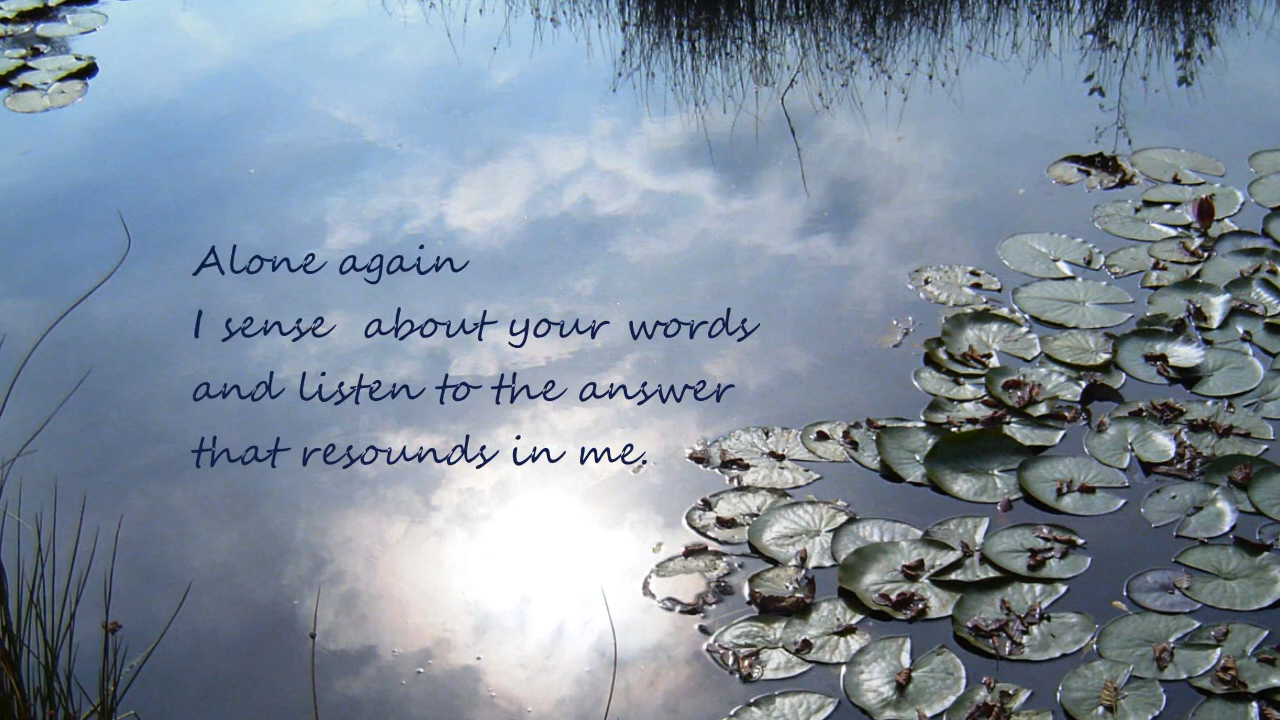 Alone again
I sense  about your words
and listen to the answer
that resounds in me.